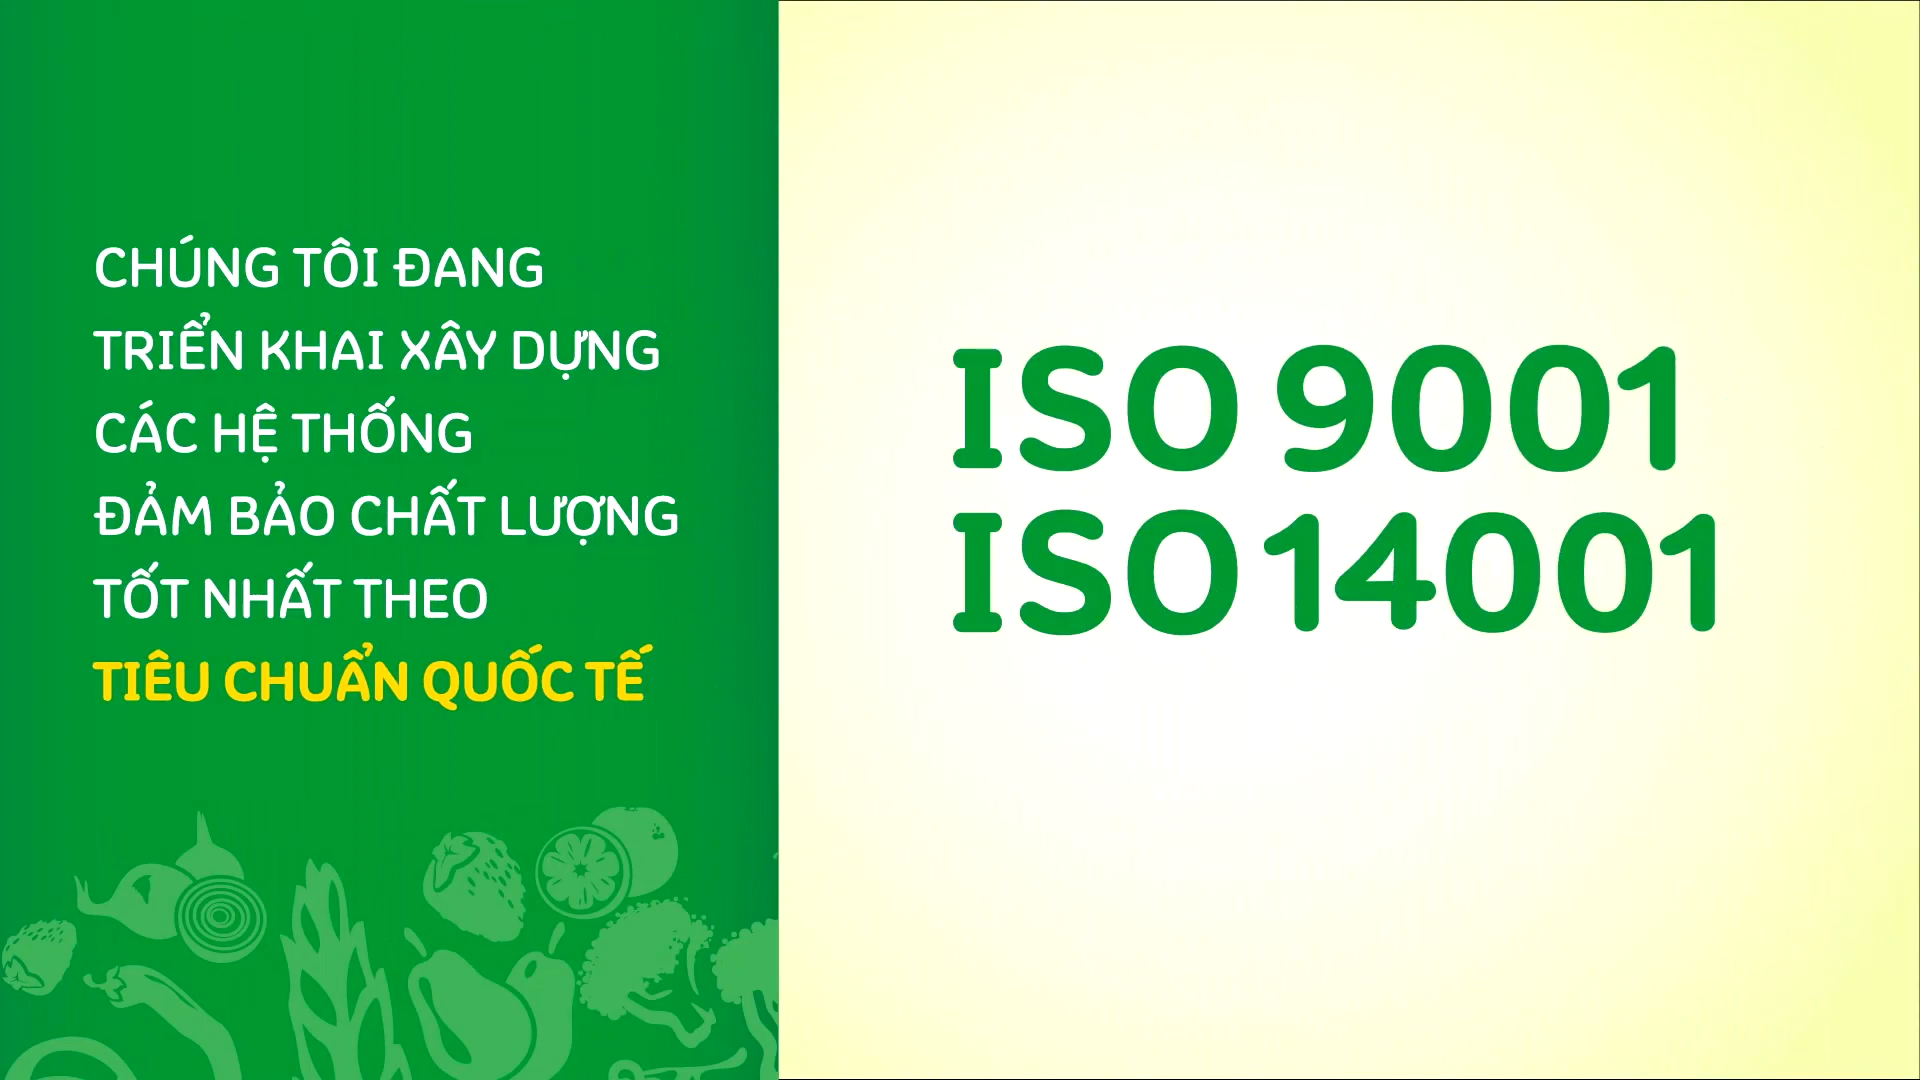 CHÚNG TÔI ĐANG
TRIỂN KHAI XÂY DỰNG
CÁC HỆ THỐNG
ĐẢM BẢO CHẤT LƯỢNG
TỐT NHẤT THEO
TIÊU CHUẨN QUỐC TẾ
ISO 9001
ISO 14001